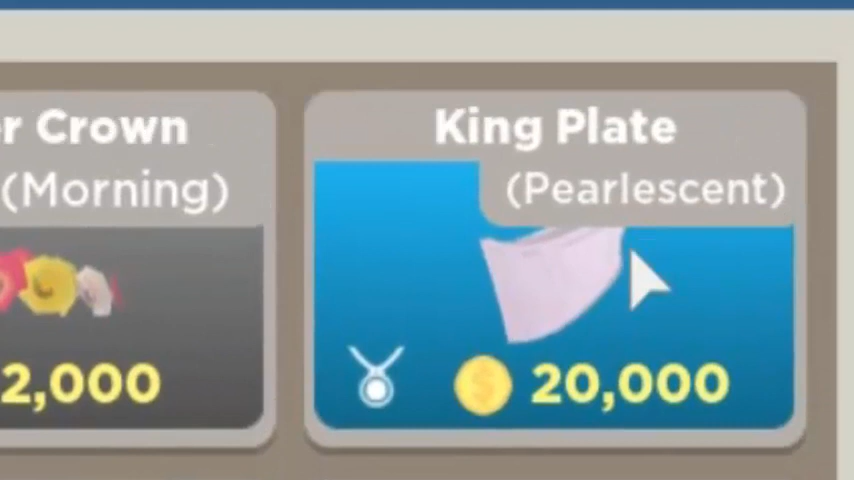 r Crown
(Morning)
2,000
King Plate
(Pearlescent)
20,000